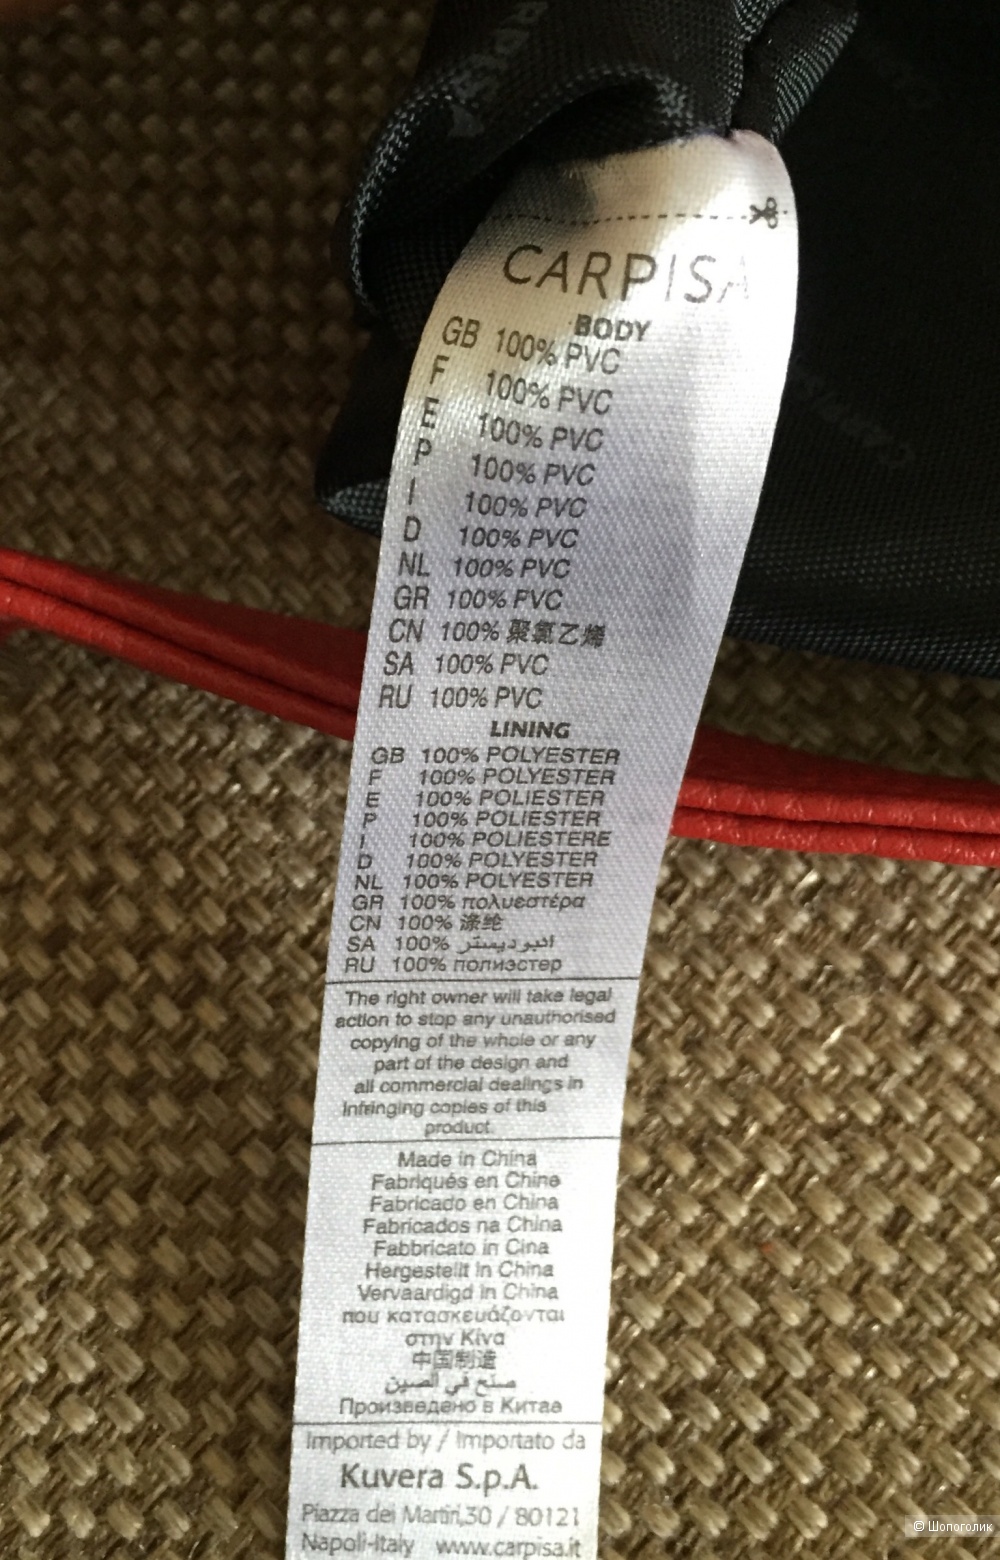 CARPISA
BODY
GB 100% PVC
F 100% PVC
E 100% PVC
P 100% PVC
I 100% PVC
D 100% PVC
NL 100% PVC
GR 100% PVC
CN 100% 聚氯乙烯
SA 100% PVC
RU 100% PVC
LINING
GB 100% POLYESTER
F 100% POLYESTER
E 100% POLIESTER
P 100% POLIESTER
I 100% POLIESTERE
D 100% POLYESTER
NL 100% POLYESTER
GR 100% πολυεστέρα
CN 100% 涤纶
SA 100%
RU 100% полиэстер
The right owner will take legal
action to stop any unauthorised
copying of the whole or any
part of the design and
all commercial dealings in
infringing copies of this
product.
Made in China
Fabriqués en Chine
Fabricado en China
Fabricados na China
Fabbricato in Cina
Hergestellt in China
Vervaardigd in China
που κατασκευάζονται
στην Κίνα
中国制造
صنع في الصين
Произведено в Китае
Imported by / Importato da
Kuvera S.p.A.
Piazza dei Martiri,30 / 80121
Napoli-Italy www.carpisa.it
© Шопоголик